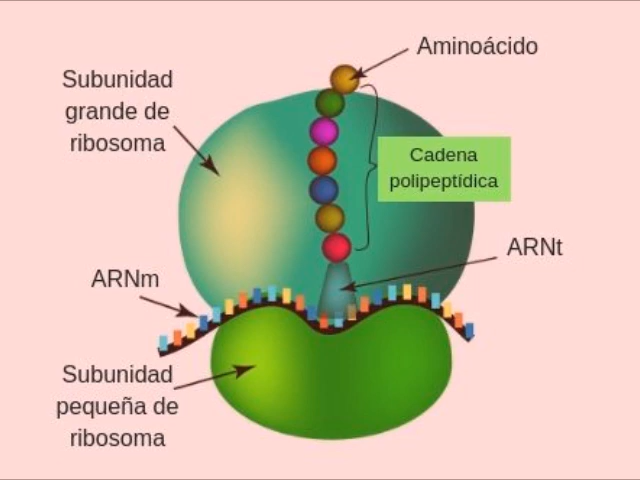 Aminoácido
Subunidad
grande de
ribosoma
Cadena
polipeptídica
ARNt
ARNm
Subunidad
pequeña de
ribosoma